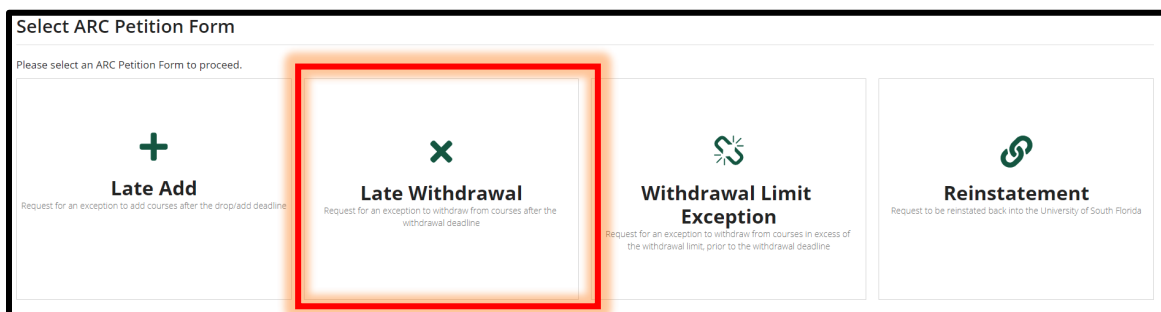 Select ARC Petition Form
Please select an ARC Petition Form to proceed.
Late Add
Request for an exception to add courses after the drop/add deadline
Late Withdrawal
Request for an exception to withdraw from courses after the
withdrawal deadline
Withdrawal Limit
Exception
Request for an exception to withdraw from courses in excess of
the withdrawal limit, prior to the withdrawal deadline
Reinstatement
Request to be reinstated back into the University of South Florida